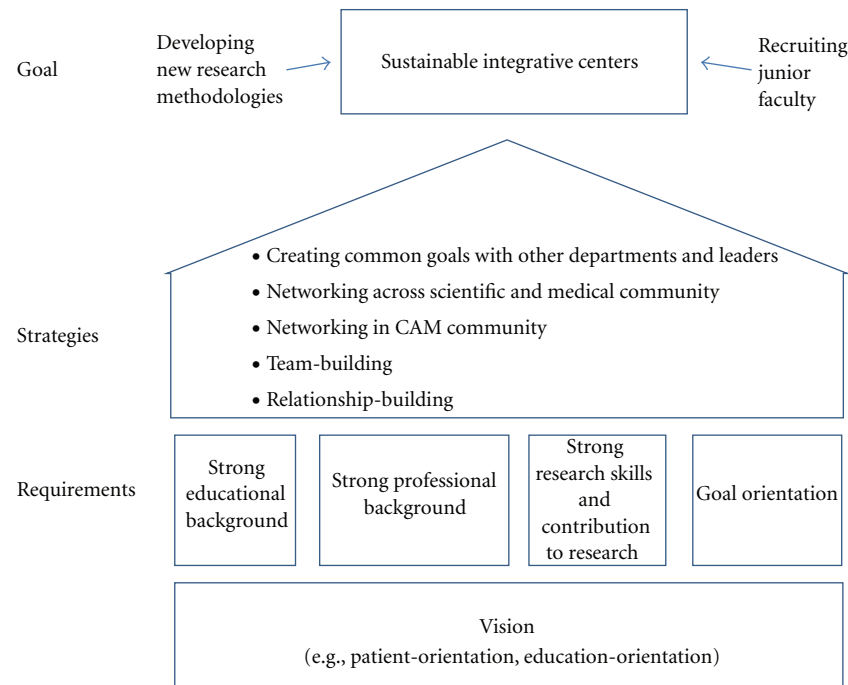 Goal
Developing
new research
methodologies
Sustainable integrative centers
Recruiting
junior
faculty
Strategies
• Creating common goals with other departments and leaders
• Networking across scientific and medical community
• Networking in CAM community
• Team-building
• Relationship-building
Requirements
Strong
educational
background
Strong professional
background
Strong
research skills
and
contribution
to research
Goal orientation
Vision
(e.g., patient-orientation, education-orientation)